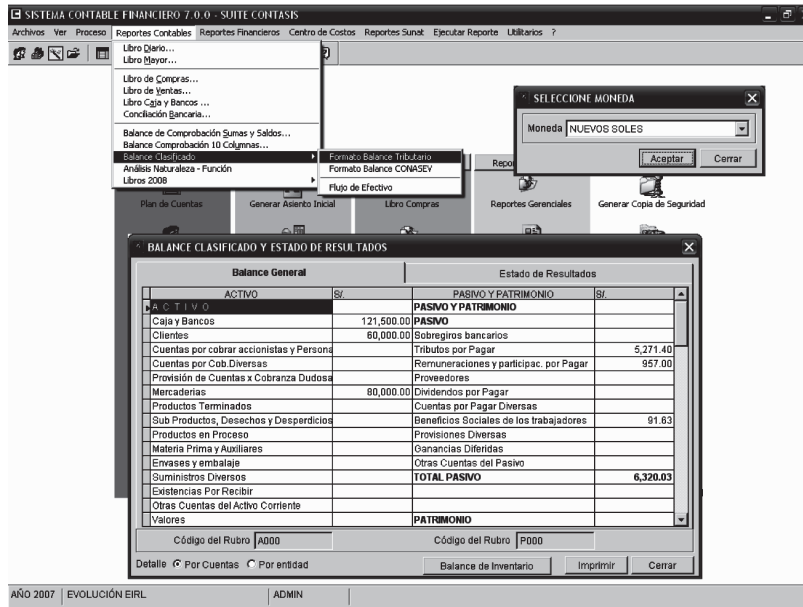 SISTEMA CONTABLE FINANCIERO 7.0.0 - SUITE CONTASIS
Archivos Ver Proceso Reportes Contables Reportes Financieros Centro de Costos Reportes Sunat Ejecutar Reporte Utilitarios ?
Libro Diario...
Libro Mayor...
Libro de Compras...
Libro de Ventas...
Libro Caja y Bancos ...
Conciliación Bancaria...
Balance de Comprobación Sumas y Saldos...
Balance Comprobación 10 Columnas...
Balance Clasificado
Análisis Naturaleza - Función
Libros 2008
Formato Balance Tributario
Formato Balance CONASEV
Flujo de Efectivo
SELECCIONE MONEDA
Moneda NUEVOS SOLES
Aceptar Cerrar
Plan de Cuentas Generar Asiento Inicial Libro Compras Reportes Gerenciales Generar Copia de Seguridad
BALANCE CLASIFICADO Y ESTADO DE RESULTADOS
Balance General Estado de Resultados
ACTIVO S/. PASIVO Y PATRIMONIO S/.
A C T I V O PASIVO Y PATRIMONIO
Caja y Bancos 121,500.00 PASIVO
Clientes 60,000.00 Sobregiros bancarios
Cuentas por cobrar accionistas y Persona Tributos por Pagar 5,271.40
Cuentas por Cob.Diversas Remuneraciones y participac. por Pagar 957.00
Provisión de Cuentas x Cobranza Dudosa Proveedores
Mercaderias 80,000.00 Dividendos por Pagar
Productos Terminados Cuentas por Pagar Diversas
Sub Productos, Desechos y Desperdicios Beneficios Sociales de los trabajadores 91.63
Productos en Proceso Provisiones Diversas
Materia Prima y Auxiliares Ganancias Diferidas
Envases y embalaje Otras Cuentas del Pasivo
Suministros Diversos TOTAL PASIVO 6,320.03
Existencias Por Recibir
Otras Cuentas del Activo Corriente
Valores PATRIMONIO
Código del Rubro A000 Código del Rubro P000
Detalle Por Cuentas Por entidad Balance de Inventario Imprimir Cerrar
AÑO 2007 EVOLUCIÓN EIRL ADMIN